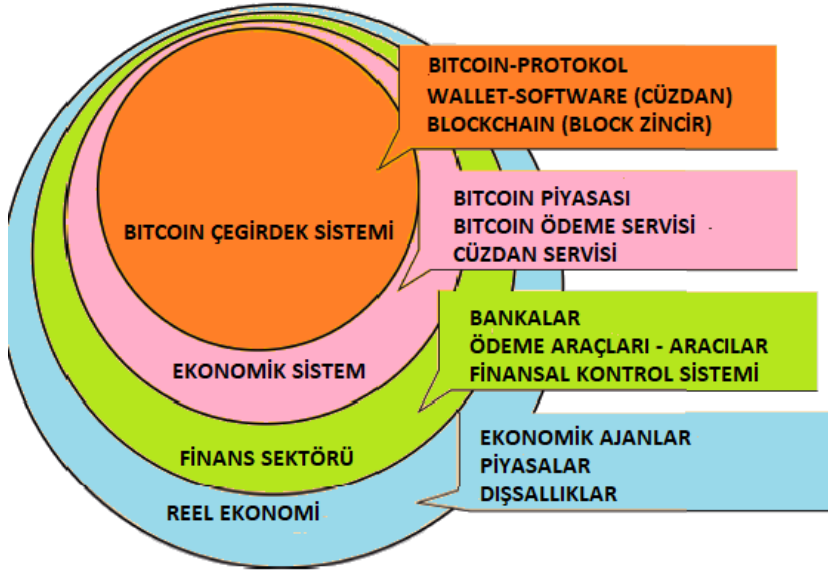 BITCOIN-PROTOKOL
WALLET-SOFTWARE (CÜZDAN)
BLOCKCHAIN (BLOCK ZİNCİR)
BITCOIN ÇEGİRDEK SİSTEMİ
BITCOIN PİYASASI
BITCOIN ÖDEME SERVİSİ
CÜZDAN SERVİSİ
EKONOMİK SİSTEM
BANKALAR
ÖDEME ARAÇLARI - ARACILAR
FİNANSAL KONTROL SİSTEMİ
FİNANS SEKTÖRÜ
EKONOMİK AJANLAR
PİYASALAR
DIŞSALLIKLAR
REEL EKONOMİ